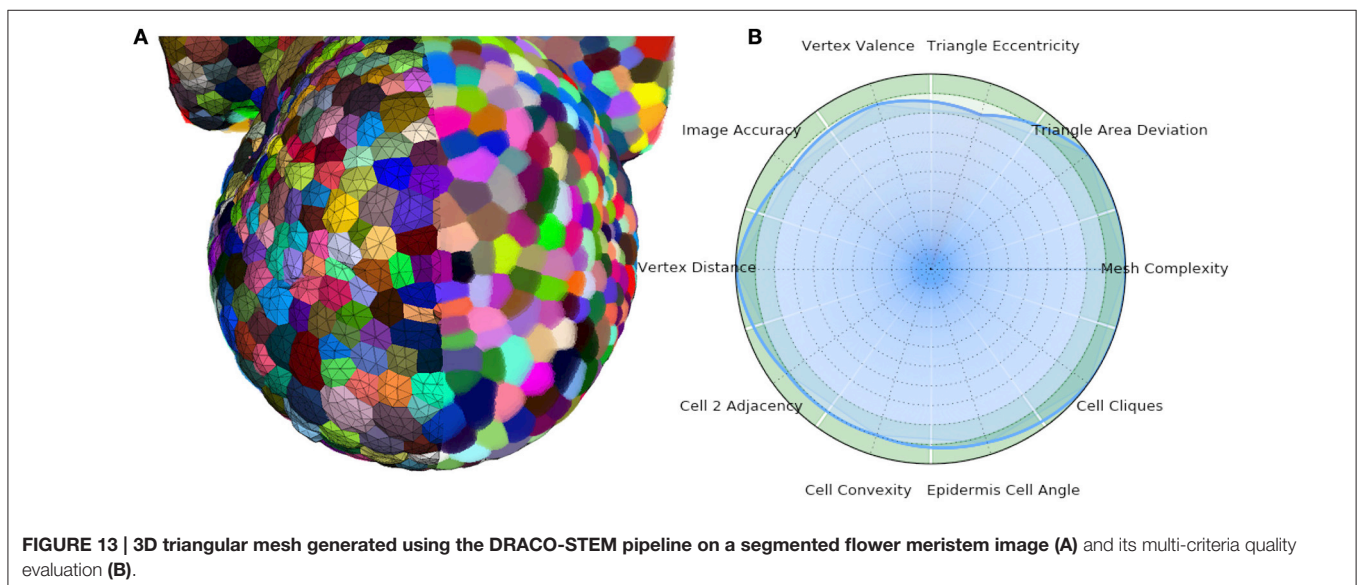 A
B
Vertex Valence Triangle Eccentricity
Image Accuracy Triangle Area Deviation
Vertex Distance Mesh Complexity
Cell 2 Adjacency Cell Cliques
Cell Convexity Epidermis Cell Angle
FIGURE 13 | 3D triangular mesh generated using the DRACO-STEM pipeline on a segmented flower meristem image (A) and its multi-criteria quality
evaluation (B).